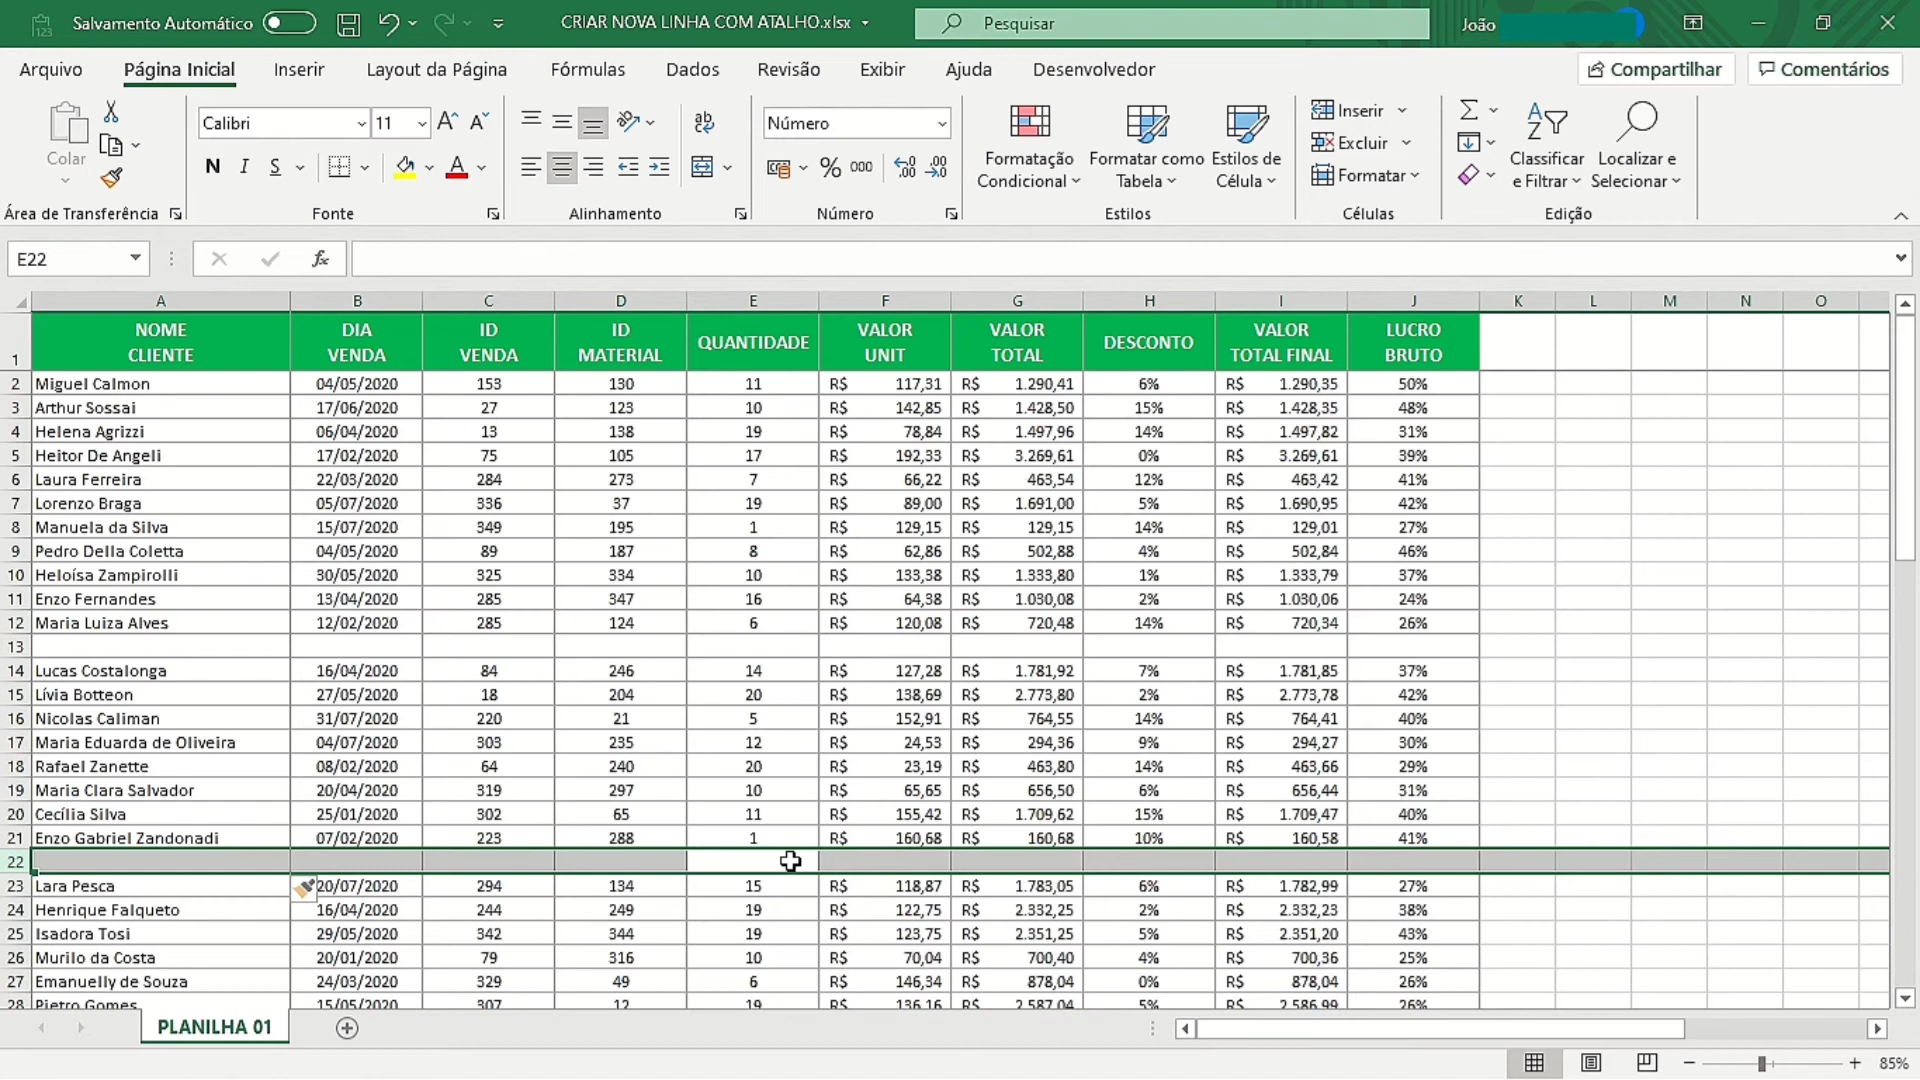 Salvamento Automático
CRIAR NOVA LINHA COM ATALHO.xlsx
Pesquisar
João
Arquivo Página Inicial Inserir Layout da Página Fórmulas Dados Revisão Exibir Ajuda Desenvolvedor Compartilhar Comentários
Colar
Calibri 11
N I S
ab
Número
% 000
Formatação Condicional
Formatar como Tabela
Estilos de Célula
Inserir
Excluir
Formatar
Classificar e Filtrar
Localizar e Selecionar
Área de Transferência Fonte Alinhamento Número Estilos Células Edição
E22 fx
A B C D E F G H I J K L M N O
1 NOME CLIENTE DIA VENDA ID VENDA ID MATERIAL QUANTIDADE VALOR UNIT VALOR TOTAL DESCONTO VALOR TOTAL FINAL LUCRO BRUTO
2 Miguel Calmon 04/05/2020 153 130 11 R$ 117,31 R$ 1.290,41 6% R$ 1.290,35 50%
3 Arthur Sossai 17/06/2020 27 123 10 R$ 142,85 R$ 1.428,50 15% R$ 1.428,35 48%
4 Helena Agrizzi 06/04/2020 13 138 19 R$ 78,84 R$ 1.497,96 14% R$ 1.497,82 31%
5 Heitor De Angeli 17/02/2020 75 105 17 R$ 192,33 R$ 3.269,61 0% R$ 3.269,61 39%
6 Laura Ferreira 22/03/2020 284 273 7 R$ 66,22 R$ 463,54 12% R$ 463,42 41%
7 Lorenzo Braga 05/07/2020 336 37 19 R$ 89,00 R$ 1.691,00 5% R$ 1.690,95 42%
8 Manuela da Silva 15/07/2020 349 195 1 R$ 129,15 R$ 129,15 14% R$ 129,01 27%
9 Pedro Della Coletta 04/05/2020 89 187 8 R$ 62,86 R$ 502,88 4% R$ 502,84 46%
10 Heloísa Zampirolli 30/05/2020 325 334 10 R$ 133,38 R$ 1.333,80 1% R$ 1.333,79 37%
11 Enzo Fernandes 13/04/2020 285 347 16 R$ 64,38 R$ 1.030,08 2% R$ 1.030,06 24%
12 Maria Luiza Alves 12/02/2020 285 124 6 R$ 120,08 R$ 720,48 14% R$ 720,34 26%
13
14 Lucas Costalonga 16/04/2020 84 246 14 R$ 127,28 R$ 1.781,92 7% R$ 1.781,85 37%
15 Lívia Botteon 27/05/2020 18 204 20 R$ 138,69 R$ 2.773,80 2% R$ 2.773,78 42%
16 Nicolas Caliman 31/07/2020 220 21 5 R$ 152,91 R$ 764,55 14% R$ 764,41 40%
17 Maria Eduarda de Oliveira 04/07/2020 303 235 12 R$ 24,53 R$ 294,36 9% R$ 294,27 30%
18 Rafael Zanette 08/02/2020 64 240 20 R$ 23,19 R$ 463,80 14% R$ 463,66 29%
19 Maria Clara Salvador 20/04/2020 319 297 10 R$ 65,65 R$ 656,50 6% R$ 656,44 31%
20 Cecília Silva 25/01/2020 302 65 11 R$ 155,42 R$ 1.709,62 15% R$ 1.709,47 40%
21 Enzo Gabriel Zandonadi 07/02/2020 223 288 1 R$ 160,68 R$ 160,68 10% R$ 160,58 41%
22
23 Lara Pesca 20/07/2020 294 134 15 R$ 118,87 R$ 1.783,05 6% R$ 1.782,99 27%
24 Henrique Falqueto 16/04/2020 244 249 19 R$ 122,75 R$ 2.332,25 2% R$ 2.332,23 38%
25 Isadora Tosi 29/05/2020 342 344 19 R$ 123,75 R$ 2.351,25 5% R$ 2.351,20 43%
26 Murilo da Costa 20/01/2020 79 316 10 R$ 70,04 R$ 700,40 4% R$ 700,36 25%
27 Emanuelly de Souza 24/03/2020 329 49 6 R$ 146,34 R$ 878,04 0% R$ 878,04 26%
28 Pietro Gomes 15/05/2020 307 12 19 R$ 136,16 R$ 2.587,04 5% R$ 2.586,99 26%
PLANILHA 01
85%